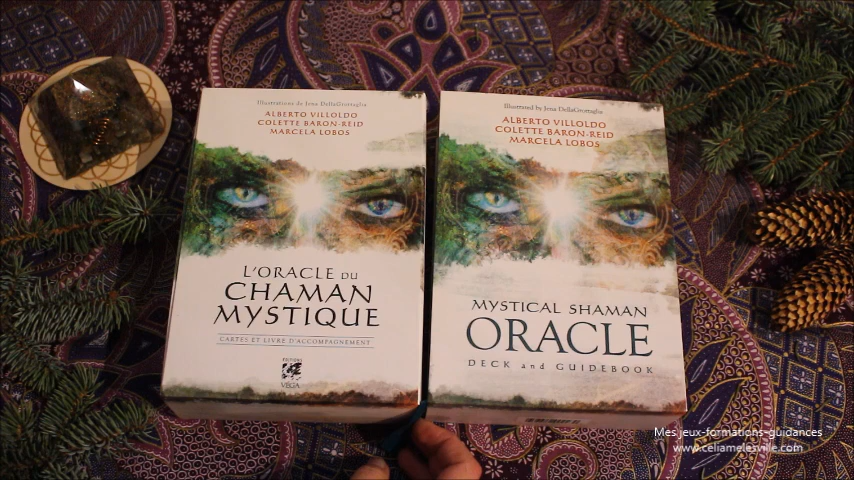 Illustrations de Jena DellaGrottaglia
ALBERTO VILLOLDO
COLETTE BARON-REID
MARCELA LOBOS
L'ORACLE DU
CHAMAN
MYSTIQUE
CARTES ET LIVRE D'ACCOMPAGNEMENT
ÉDITIONS
VEGA
Illustrated by Jena DellaGrottaglia
ALBERTO VILLOLDO
COLETTE BARON-REID
MARCELA LOBOS
MYSTICAL SHAMAN
ORACLE
DECK and GUIDEBOOK
Mes jeux-formations-guidances
www.celiamelesville.com